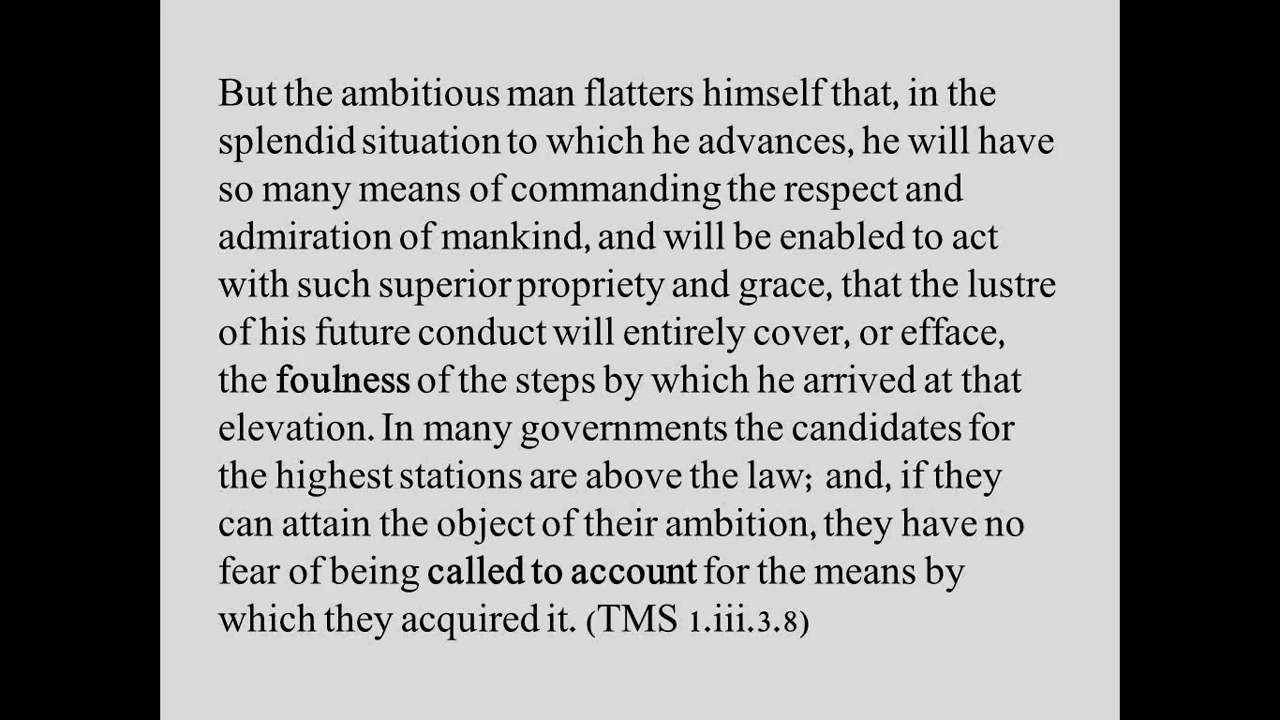 But the ambitious man flatters himself that, in the
splendid situation to which he advances, he will have
so many means of commanding the respect and
admiration of mankind, and will be enabled to act
with such superior propriety and grace, that the lustre
of his future conduct will entirely cover, or efface,
the foulness of the steps by which he arrived at that
elevation. In many governments the candidates for
the highest stations are above the law; and, if they
can attain the object of their ambition, they have no
fear of being called to account for the means by
which they acquired it. (TMS 1.iii.3.8)